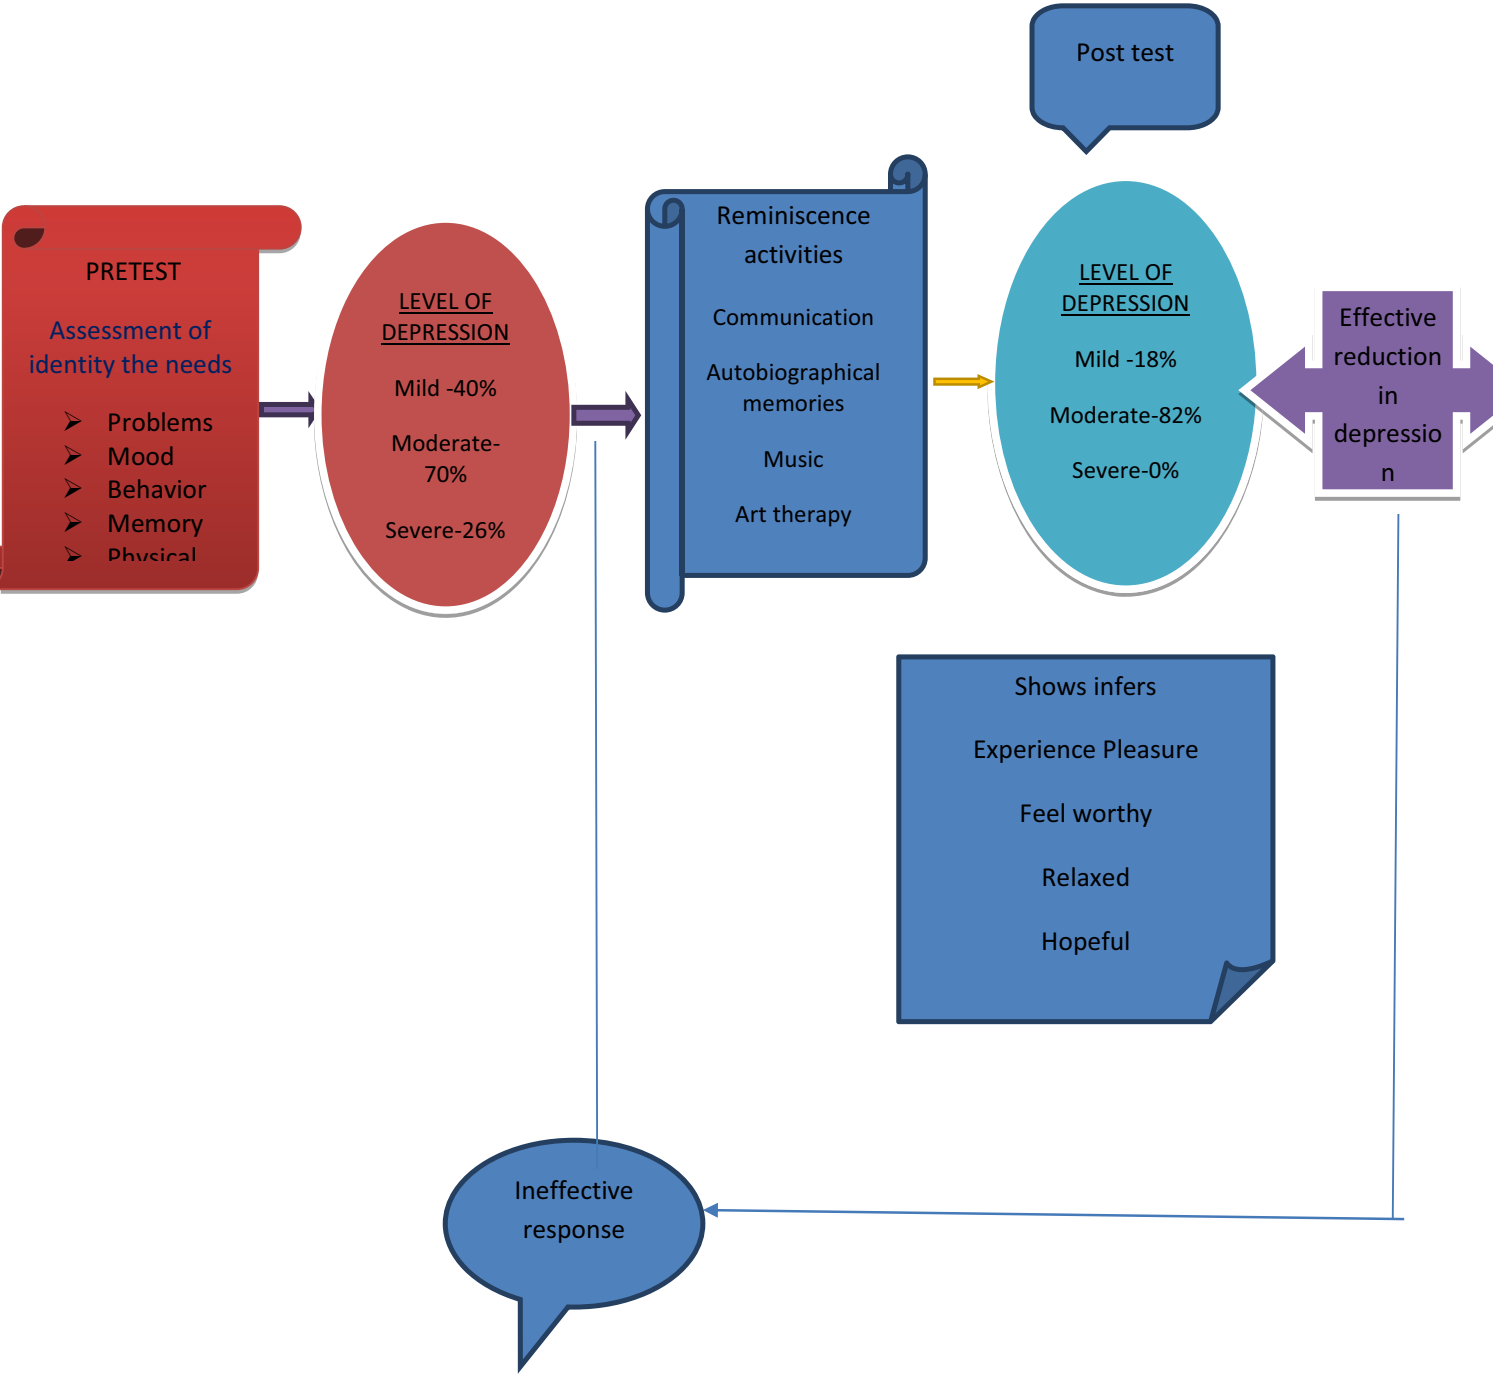 Post test
PRETEST
Assessment of
identity the needs
Problems
Mood
Behavior
Memory
Physical
LEVEL OF
DEPRESSION
Mild -40%
Moderate-
70%
Severe-26%
Reminiscence
activities
Communication
Autobiographical
memories
Music
Art therapy
LEVEL OF
DEPRESSION
Mild -18%
Moderate-82%
Severe-0%
Effective
reduction
in
depressio
n
Shows infers
Experience Pleasure
Feel worthy
Relaxed
Hopeful
Ineffective
response